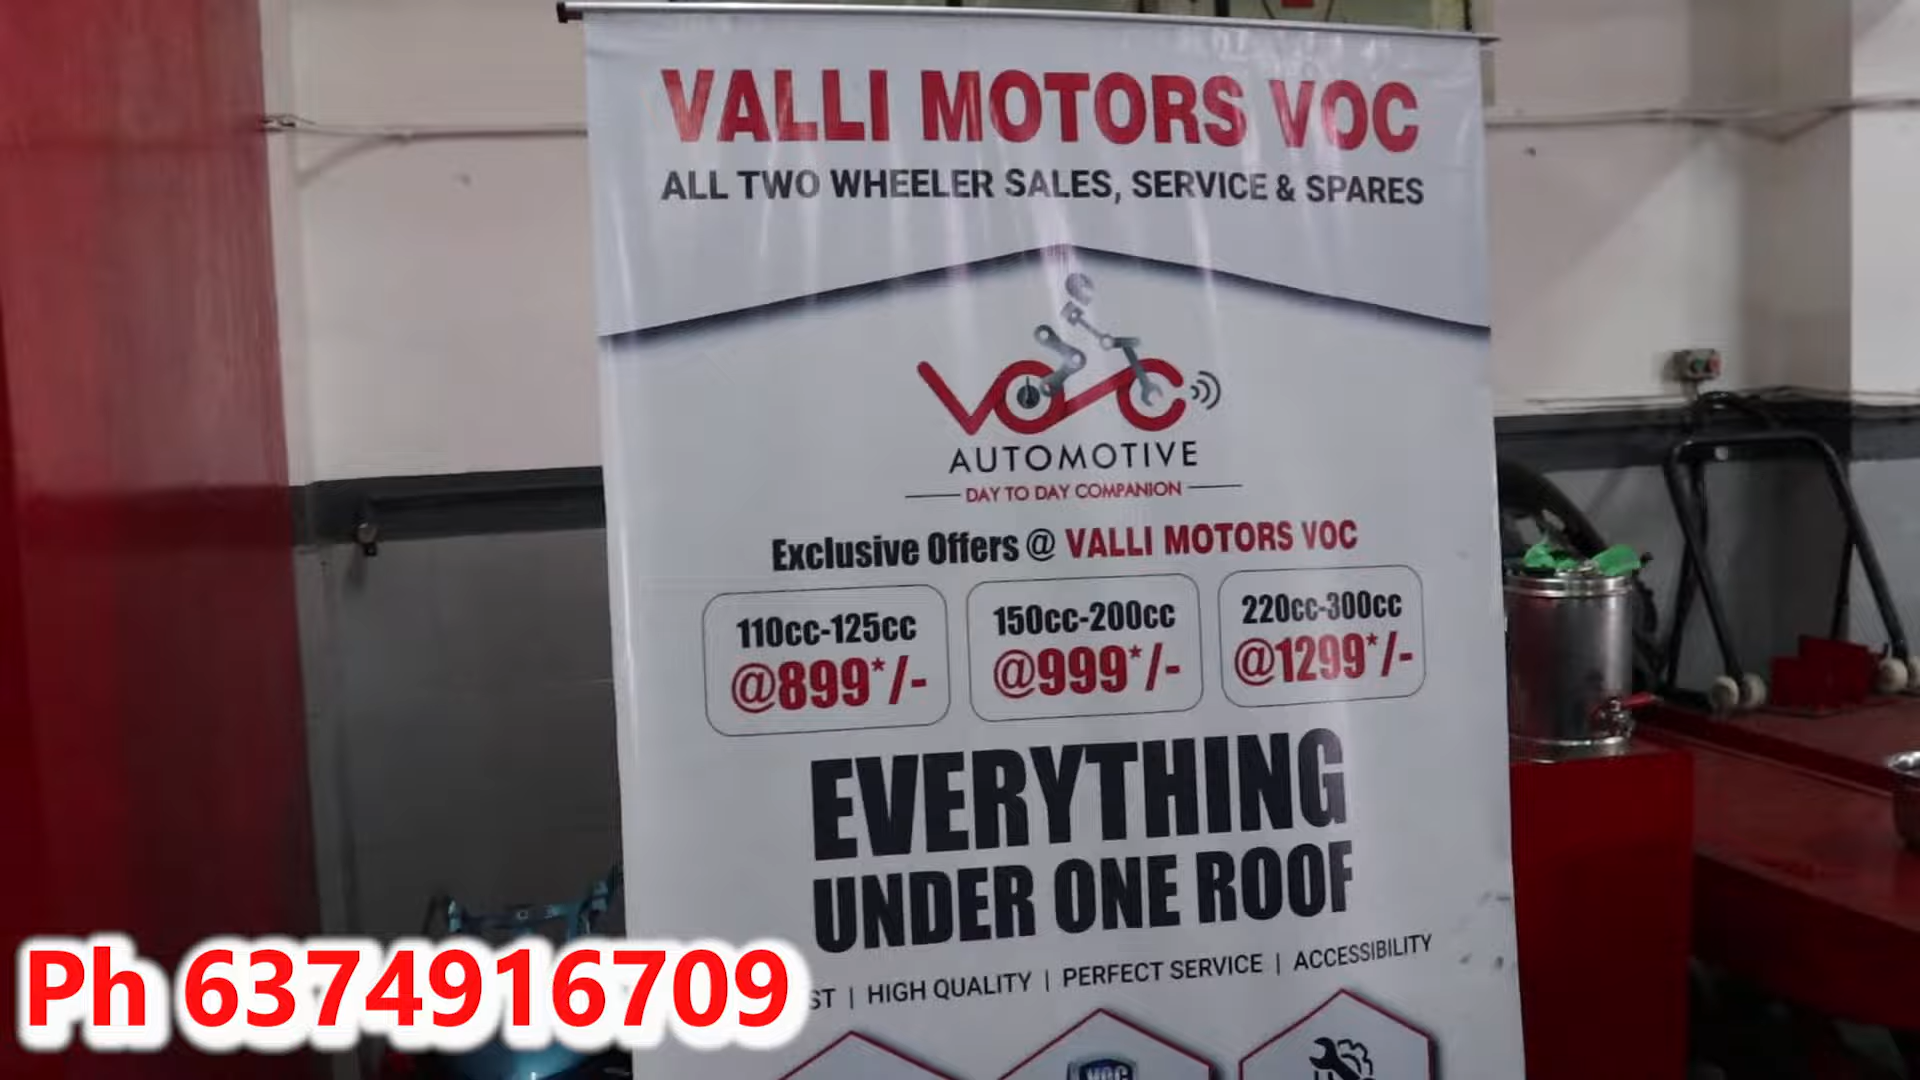 VALLI MOTORS VOC
ALL TWO WHEELER SALES, SERVICE & SPARES
VOC
AUTOMOTIVE
DAY TO DAY COMPANION
Exclusive Offers @ VALLI MOTORS VOC
110cc-125cc
@899*/-
150cc-200cc
@999*/-
220cc-300cc
@1299*/-
EVERYTHING
UNDER ONE ROOF
| HIGH QUALITY | PERFECT SERVICE | ACCESSIBILITY
Ph 6374916709
VOC